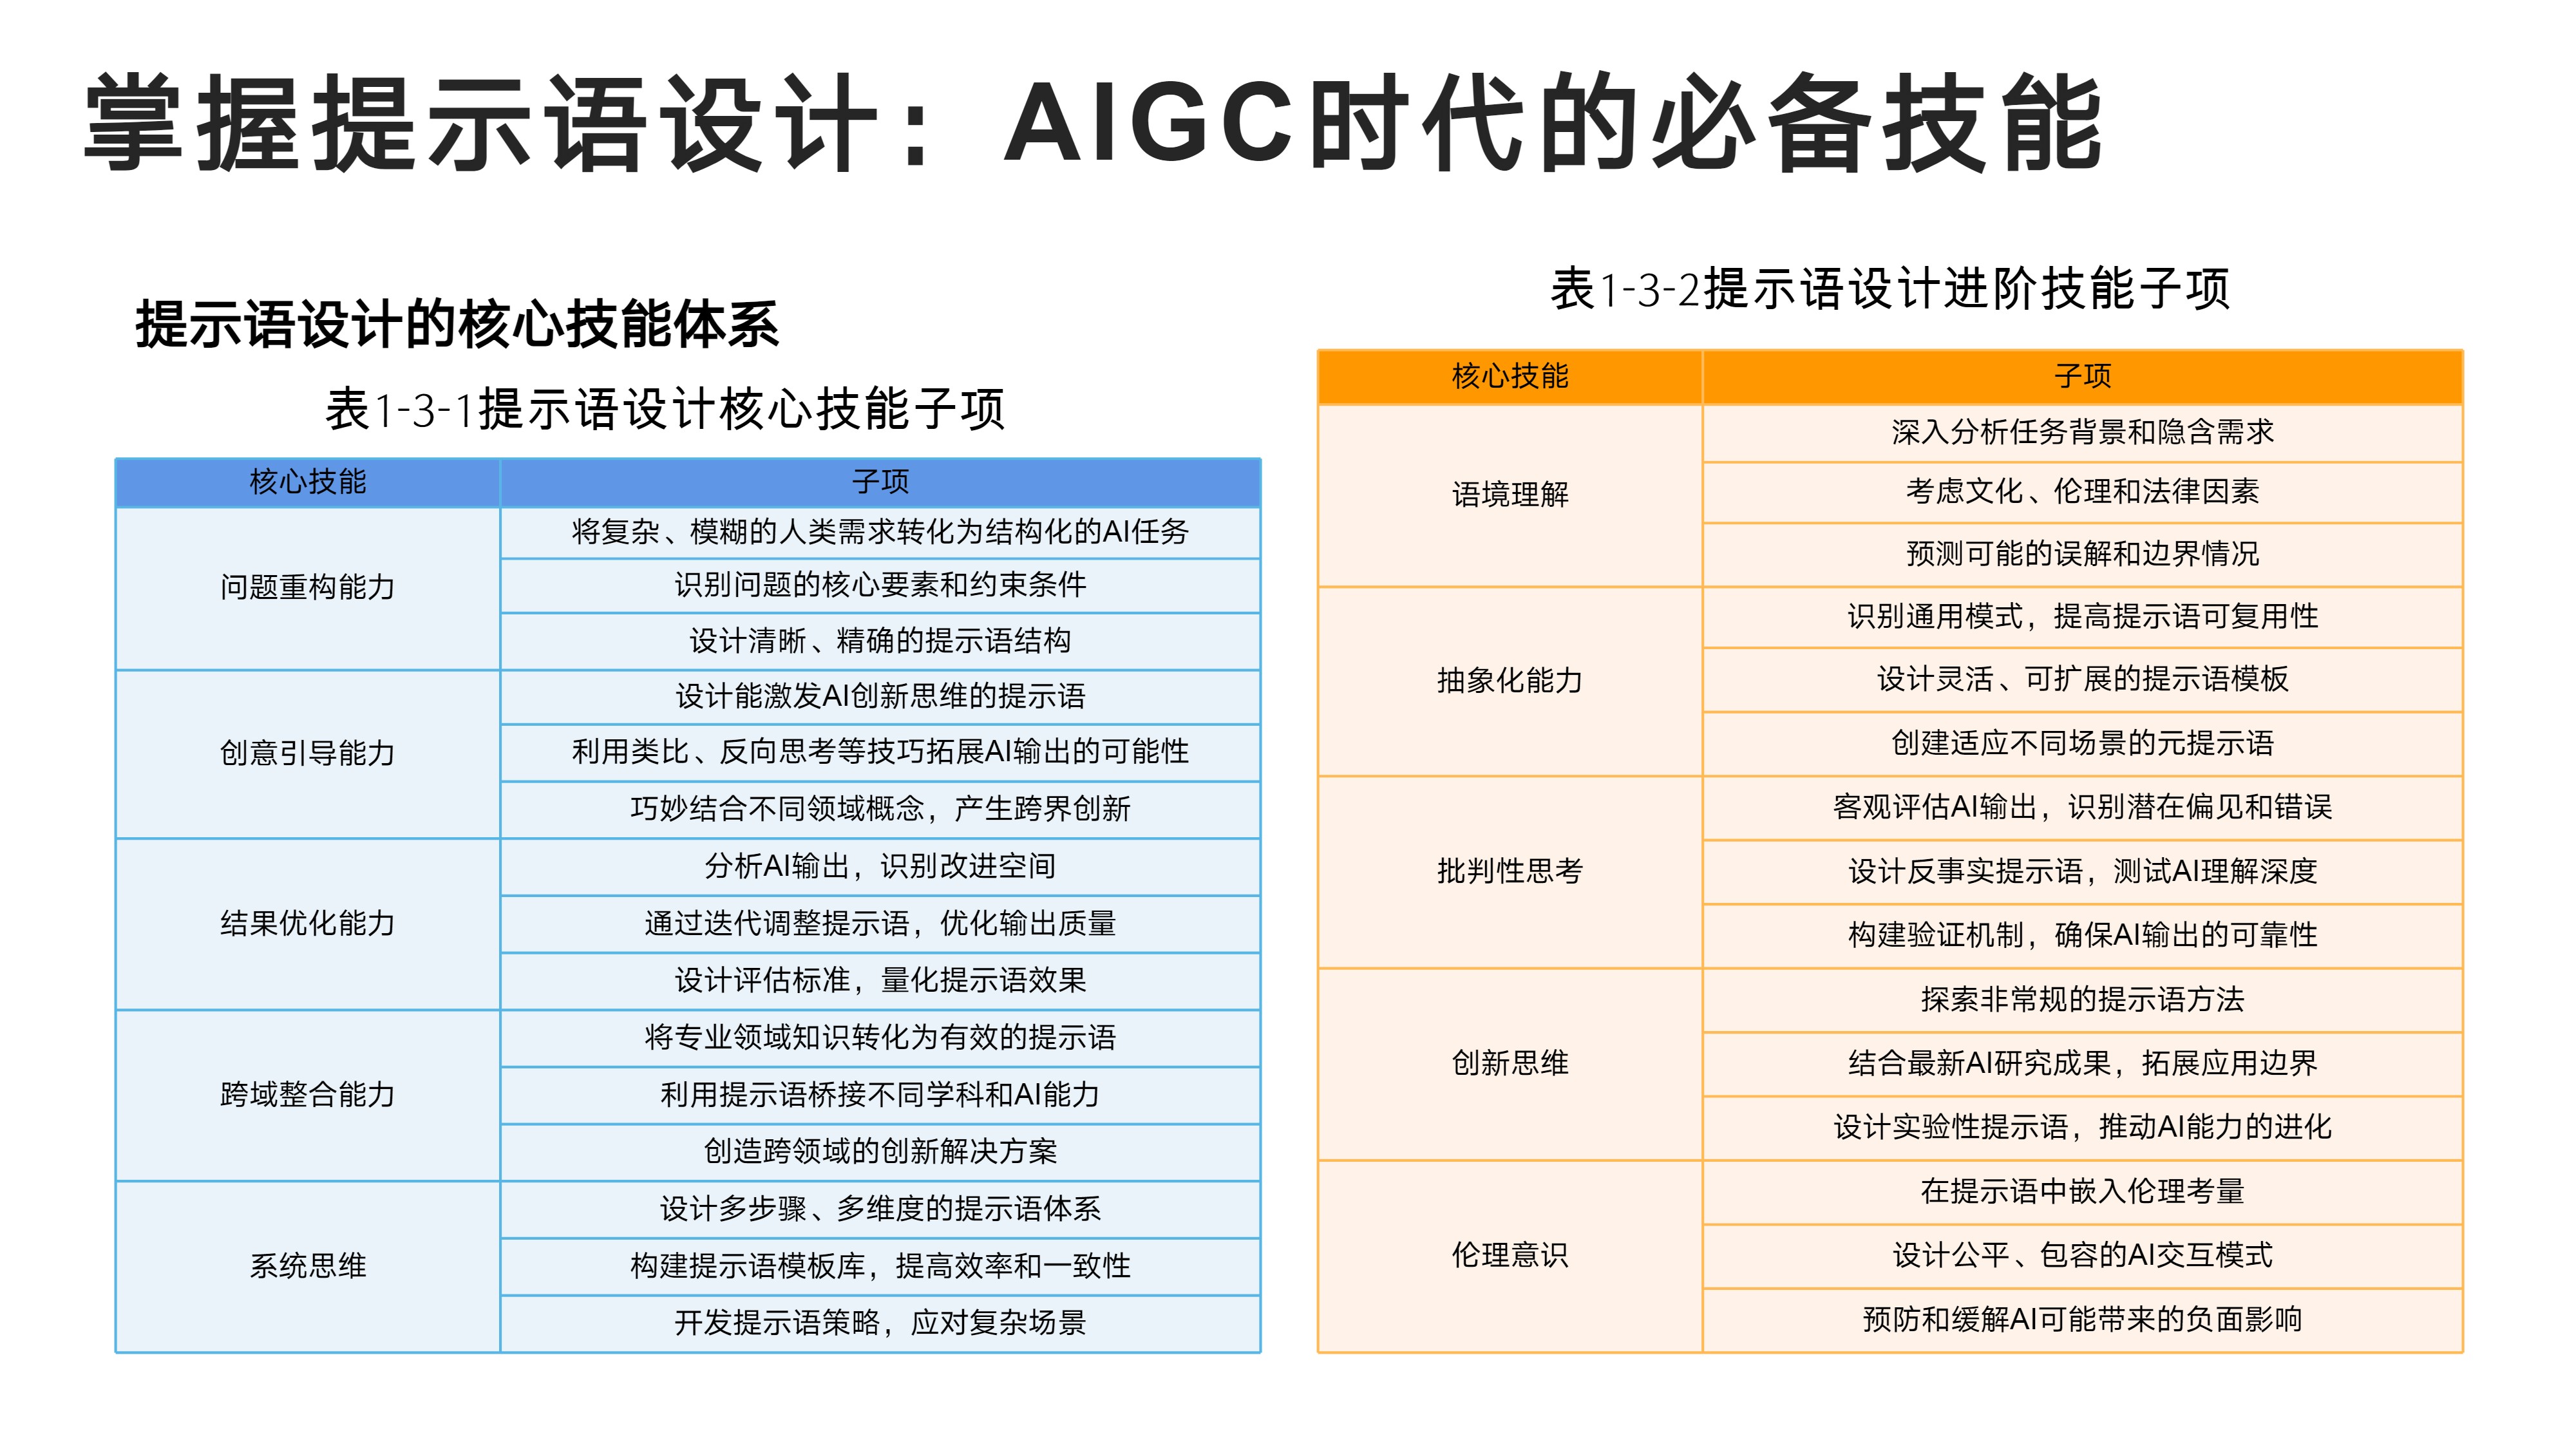 掌握提示语设计：AIGC时代的必备技能
提示语设计的核心技能体系
表1-3-1提示语设计核心技能子项
核心技能 子项
问题重构能力
将复杂、模糊的人类需求转化为结构化的AI任务
识别问题的核心要素和约束条件
设计清晰、精确的提示语结构
创意引导能力
设计能激发AI创新思维的提示语
利用类比、反向思考等技巧拓展AI输出的可能性
巧妙结合不同领域概念，产生跨界创新
结果优化能力
分析AI输出，识别改进空间
通过迭代调整提示语，优化输出质量
设计评估标准，量化提示语效果
跨域整合能力
将专业领域知识转化为有效的提示语
利用提示语桥接不同学科和AI能力
创造跨领域的创新解决方案
系统思维
设计多步骤、多维度的提示语体系
构建提示语模板库，提高效率和一致性
开发提示语策略，应对复杂场景
表1-3-2提示语设计进阶技能子项
核心技能 子项
语境理解
深入分析任务背景和隐含需求
考虑文化、伦理和法律因素
预测可能的误解和边界情况
抽象化能力
识别通用模式，提高提示语可复用性
设计灵活、可扩展的提示语模板
创建适应不同场景的元提示语
批判性思考
客观评估AI输出，识别潜在偏见和错误
设计反事实提示语，测试AI理解深度
构建验证机制，确保AI输出的可靠性
创新思维
探索非常规的提示语方法
结合最新AI研究成果，拓展应用边界
设计实验性提示语，推动AI能力的进化
伦理意识
在提示语中嵌入伦理考量
设计公平、包容的AI交互模式
预防和缓解AI可能带来的负面影响